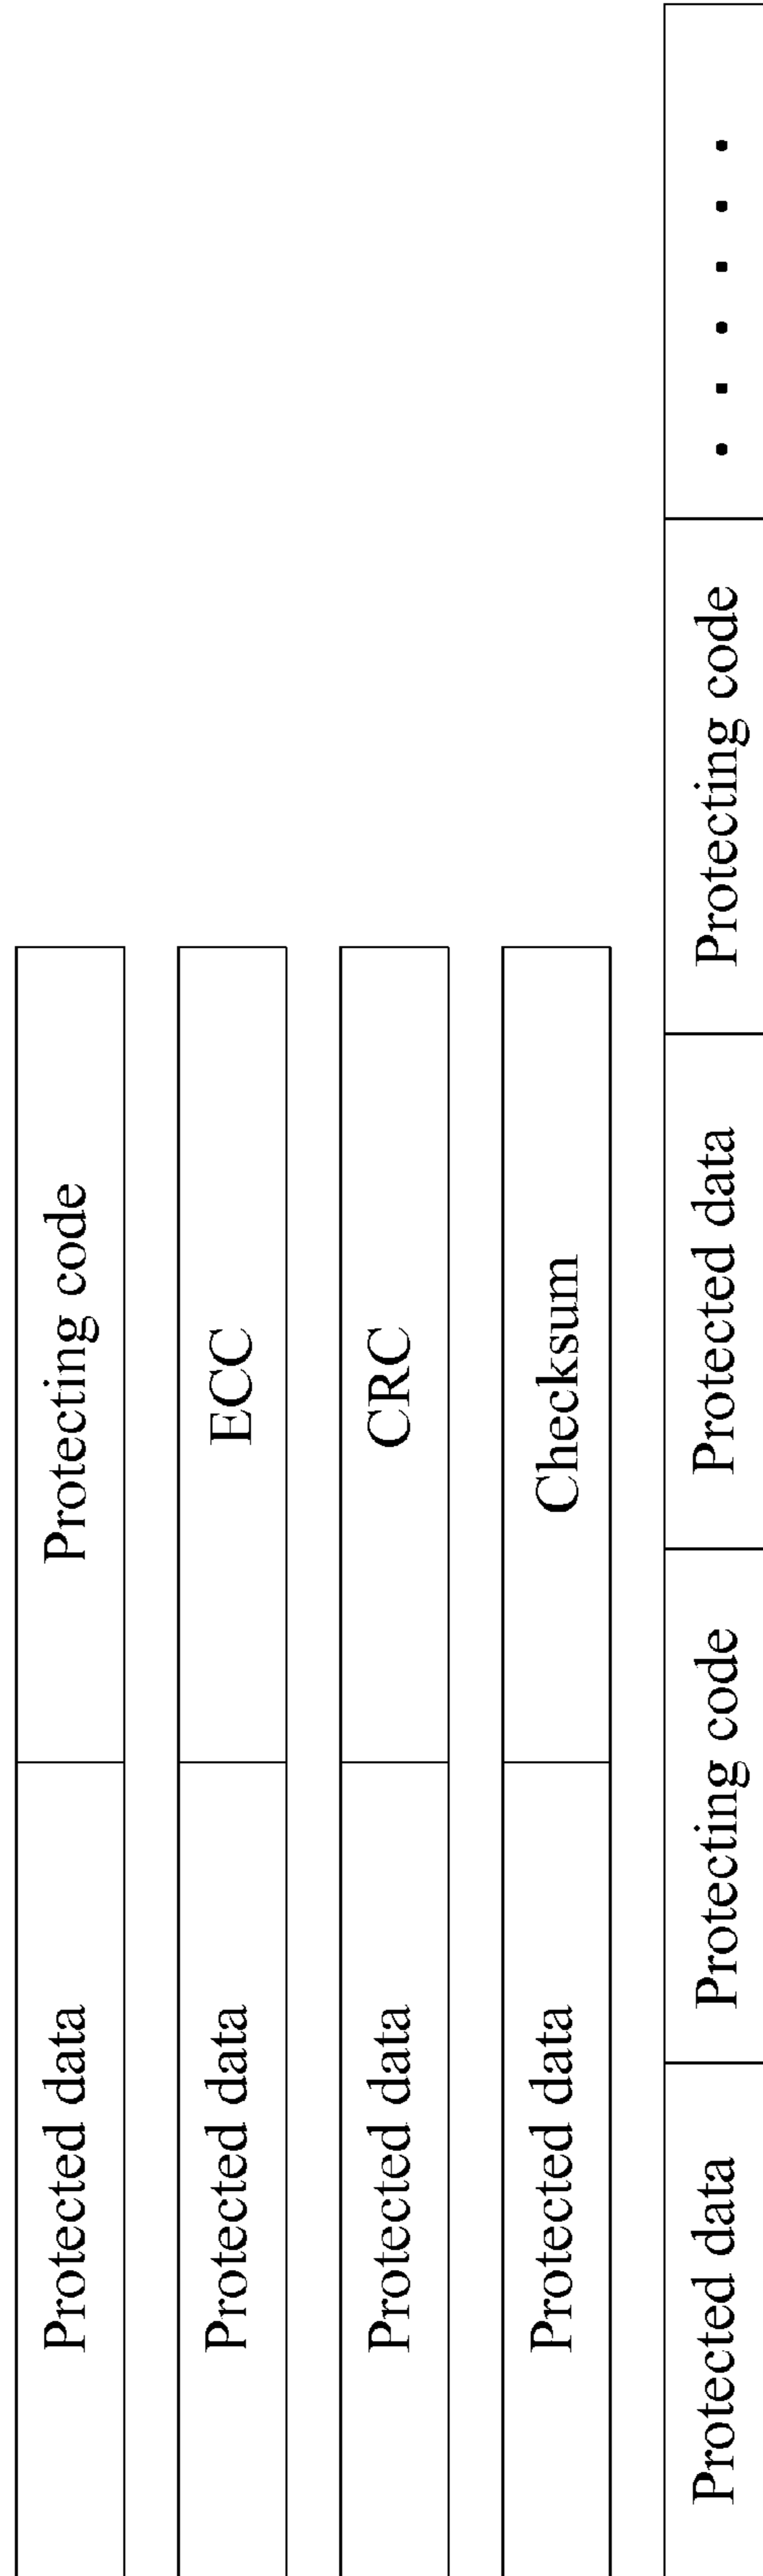 Protected data Protecting code
Protected data ECC
Protected data CRC
Protected data Checksum
Protected data Protecting code Protected data Protecting code ......